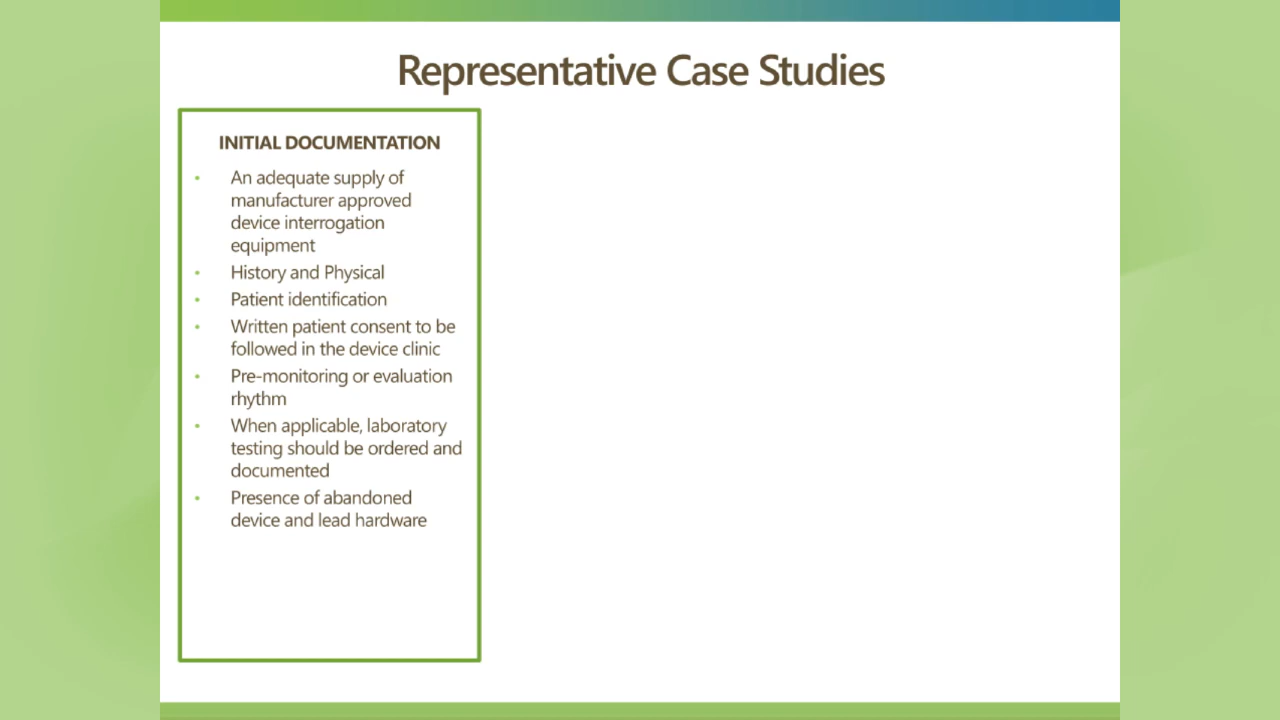 Representative Case Studies
INITIAL DOCUMENTATION
• An adequate supply of
manufacturer approved
device interrogation
equipment
• History and Physical
• Patient identification
• Written patient consent to be
followed in the device clinic
• Pre-monitoring or evaluation
rhythm
• When applicable, laboratory
testing should be ordered and
documented
• Presence of abandoned
device and lead hardware